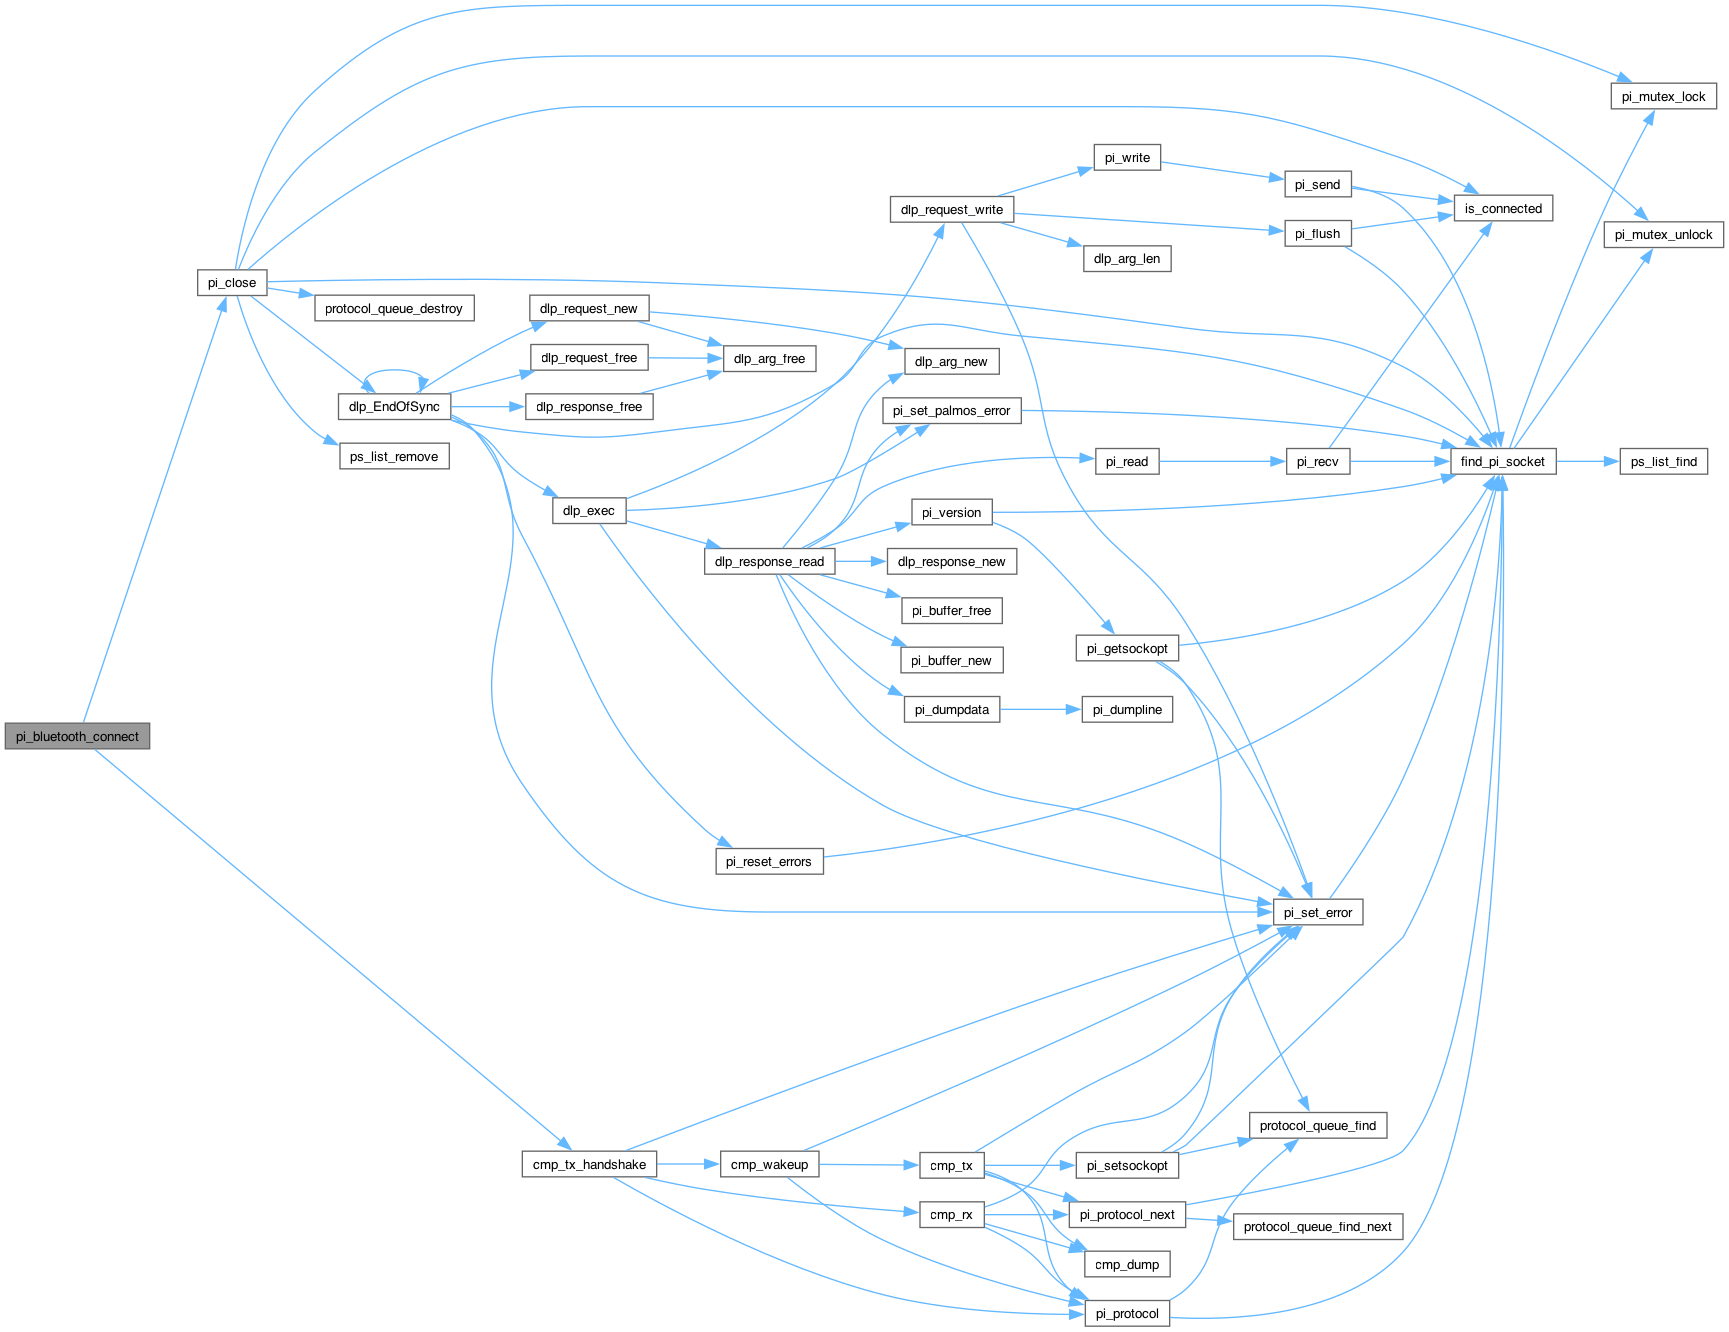 pi_mutex_lock
pi_write
pi_send
dlp_request_write
is_connected
pi_flush
pi_mutex_unlock
dlp_arg_len
pi_close
protocol_queue_destroy
dlp_request_new
dlp_request_free
dlp_arg_free
dlp_arg_new
dlp_EndOfSync
dlp_response_free
pi_set_palmos_error
ps_list_remove
pi_read
pi_recv
find_pi_socket
ps_list_find
dlp_exec
pi_version
dlp_response_read
dlp_response_new
pi_buffer_free
pi_getsockopt
pi_buffer_new
pi_dumpdata
pi_dumpline
pi_bluetooth_connect
pi_reset_errors
pi_set_error
protocol_queue_find
cmp_tx_handshake
cmp_wakeup
cmp_tx
pi_setsockopt
cmp_rx
pi_protocol_next
protocol_queue_find_next
cmp_dump
pi_protocol